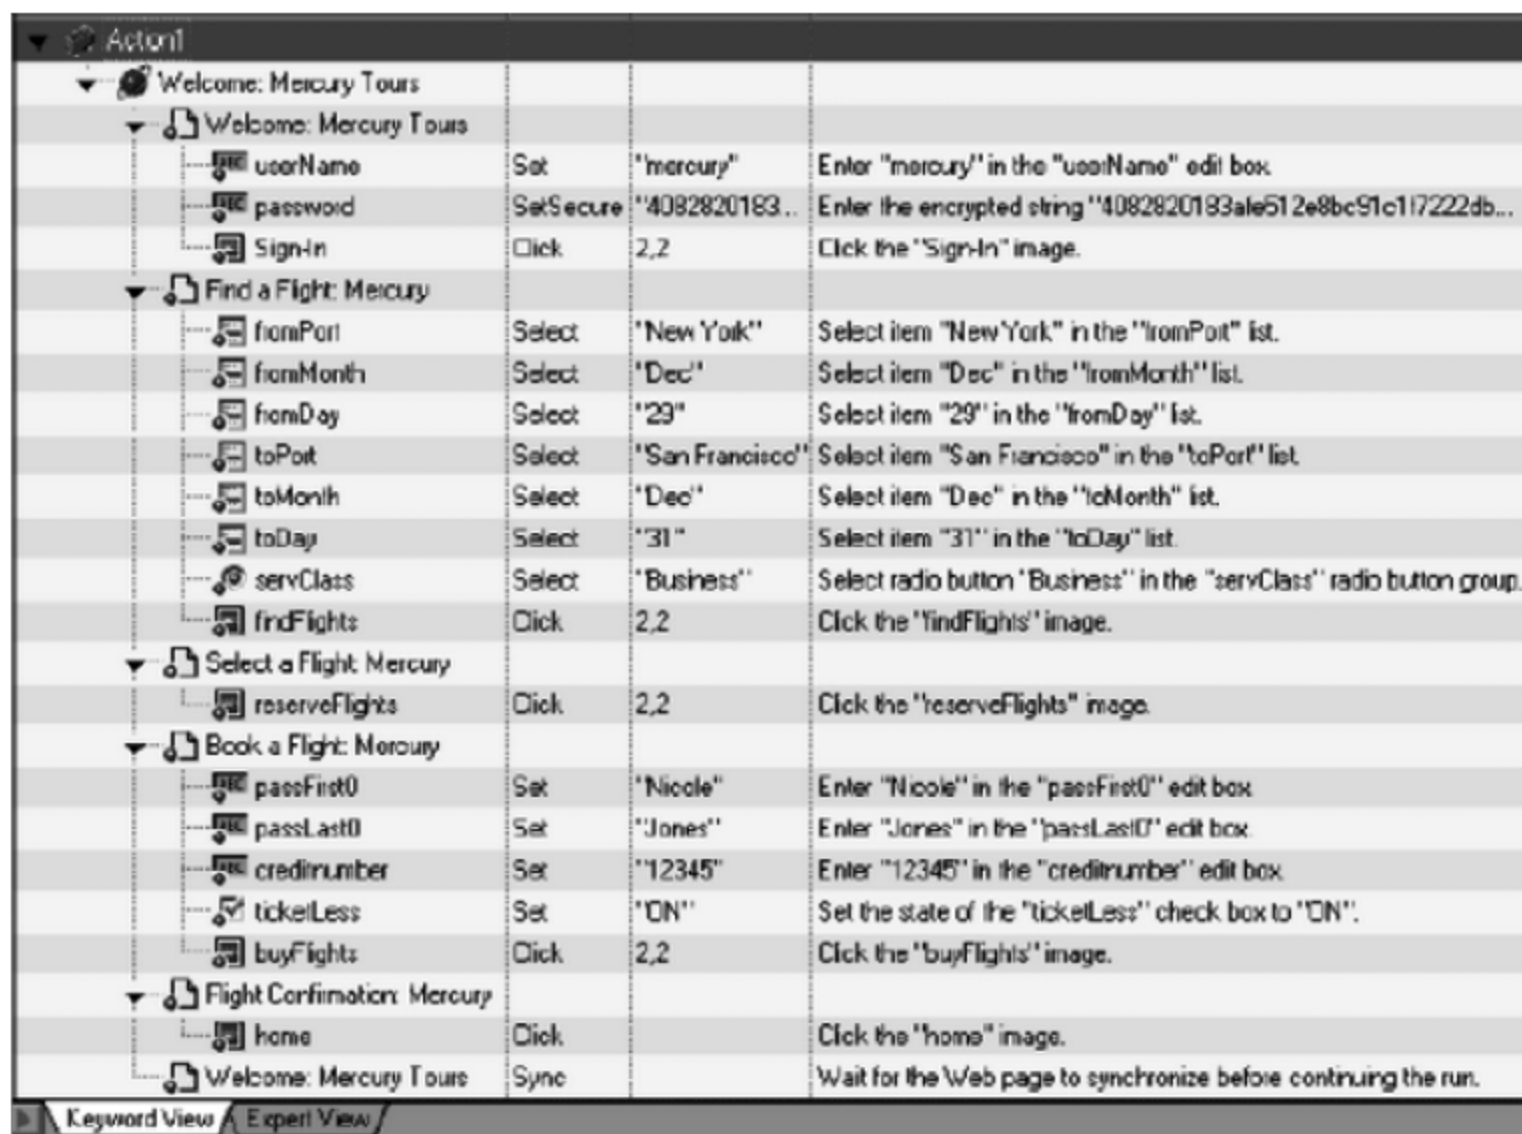 Action1
Welcome: Mercury Tours
Welcome: Mercury Tours
userName Set "mercury" Enter "mercury" in the "userName" edit box.
password SetSecure "4082820183... Enter the encrypted string "4082820183afe512e8bc91c1f7222db...
Sign-In Click 2,2 Click the "Sign-In" image.
Find a Flight: Mercury
fromPort Select "New York" Select item "New York" in the "fromPort" list.
fromMonth Select "Dec" Select item "Dec" in the "fromMonth" list.
fromDay Select "29" Select item "29" in the "fromDay" list.
toPort Select "San Francisco" Select item "San Francisco" in the "toPort" list.
toMonth Select "Dec" Select item "Dec" in the "toMonth" list.
toDay Select "31" Select item "31" in the "toDay" list.
servClass Select "Business" Select radio button "Business" in the "servClass" radio button group.
findFlights Click 2,2 Click the "findFlights" image.
Select a Flight: Mercury
reserveFlights Click 2,2 Click the "reserveFlights" image.
Book a Flight: Mercury
passFirst0 Set "Nicole" Enter "Nicole" in the "passFirst0" edit box.
passLast0 Set "Jones" Enter "Jones" in the "passLast0" edit box.
creditnumber Set "12345" Enter "12345" in the "creditnumber" edit box.
ticketLess Set "ON" Set the state of the "ticketLess" check box to "ON".
buyFlights Click 2,2 Click the "buyFlights" image.
Flight Confirmation: Mercury
home Click Click the "home" image.
Welcome: Mercury Tours Sync Wait for the Web page to synchronize before continuing the run.
Keyword View Expert View